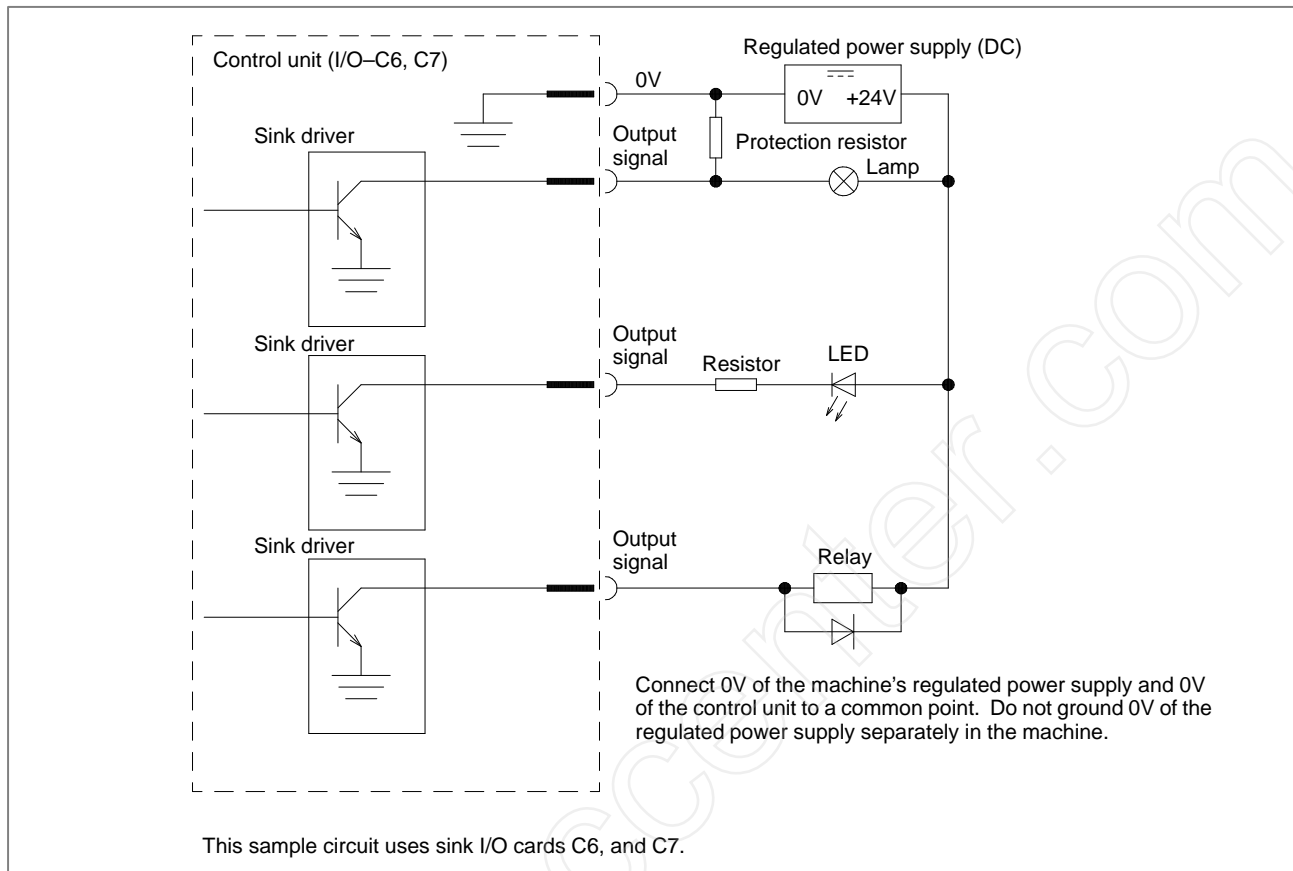 Control unit (I/O–C6, C7)
Regulated power supply (DC)
0V
0V +24V
Sink driver
Output
signal
Protection resistor
Lamp
Sink driver
Output
signal
Resistor
LED
Sink driver
Output
signal
Relay
Connect 0V of the machine's regulated power supply and 0V
of the control unit to a common point. Do not ground 0V of the
regulated power supply separately in the machine.
This sample circuit uses sink I/O cards C6, and C7.
ccenter.com